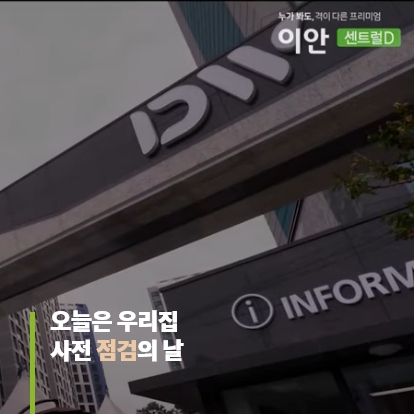 누가 봐도, 격이 다른 프리미엄
이안 센트럴D
i INFORM
오늘은 우리집
사전 점검의 날